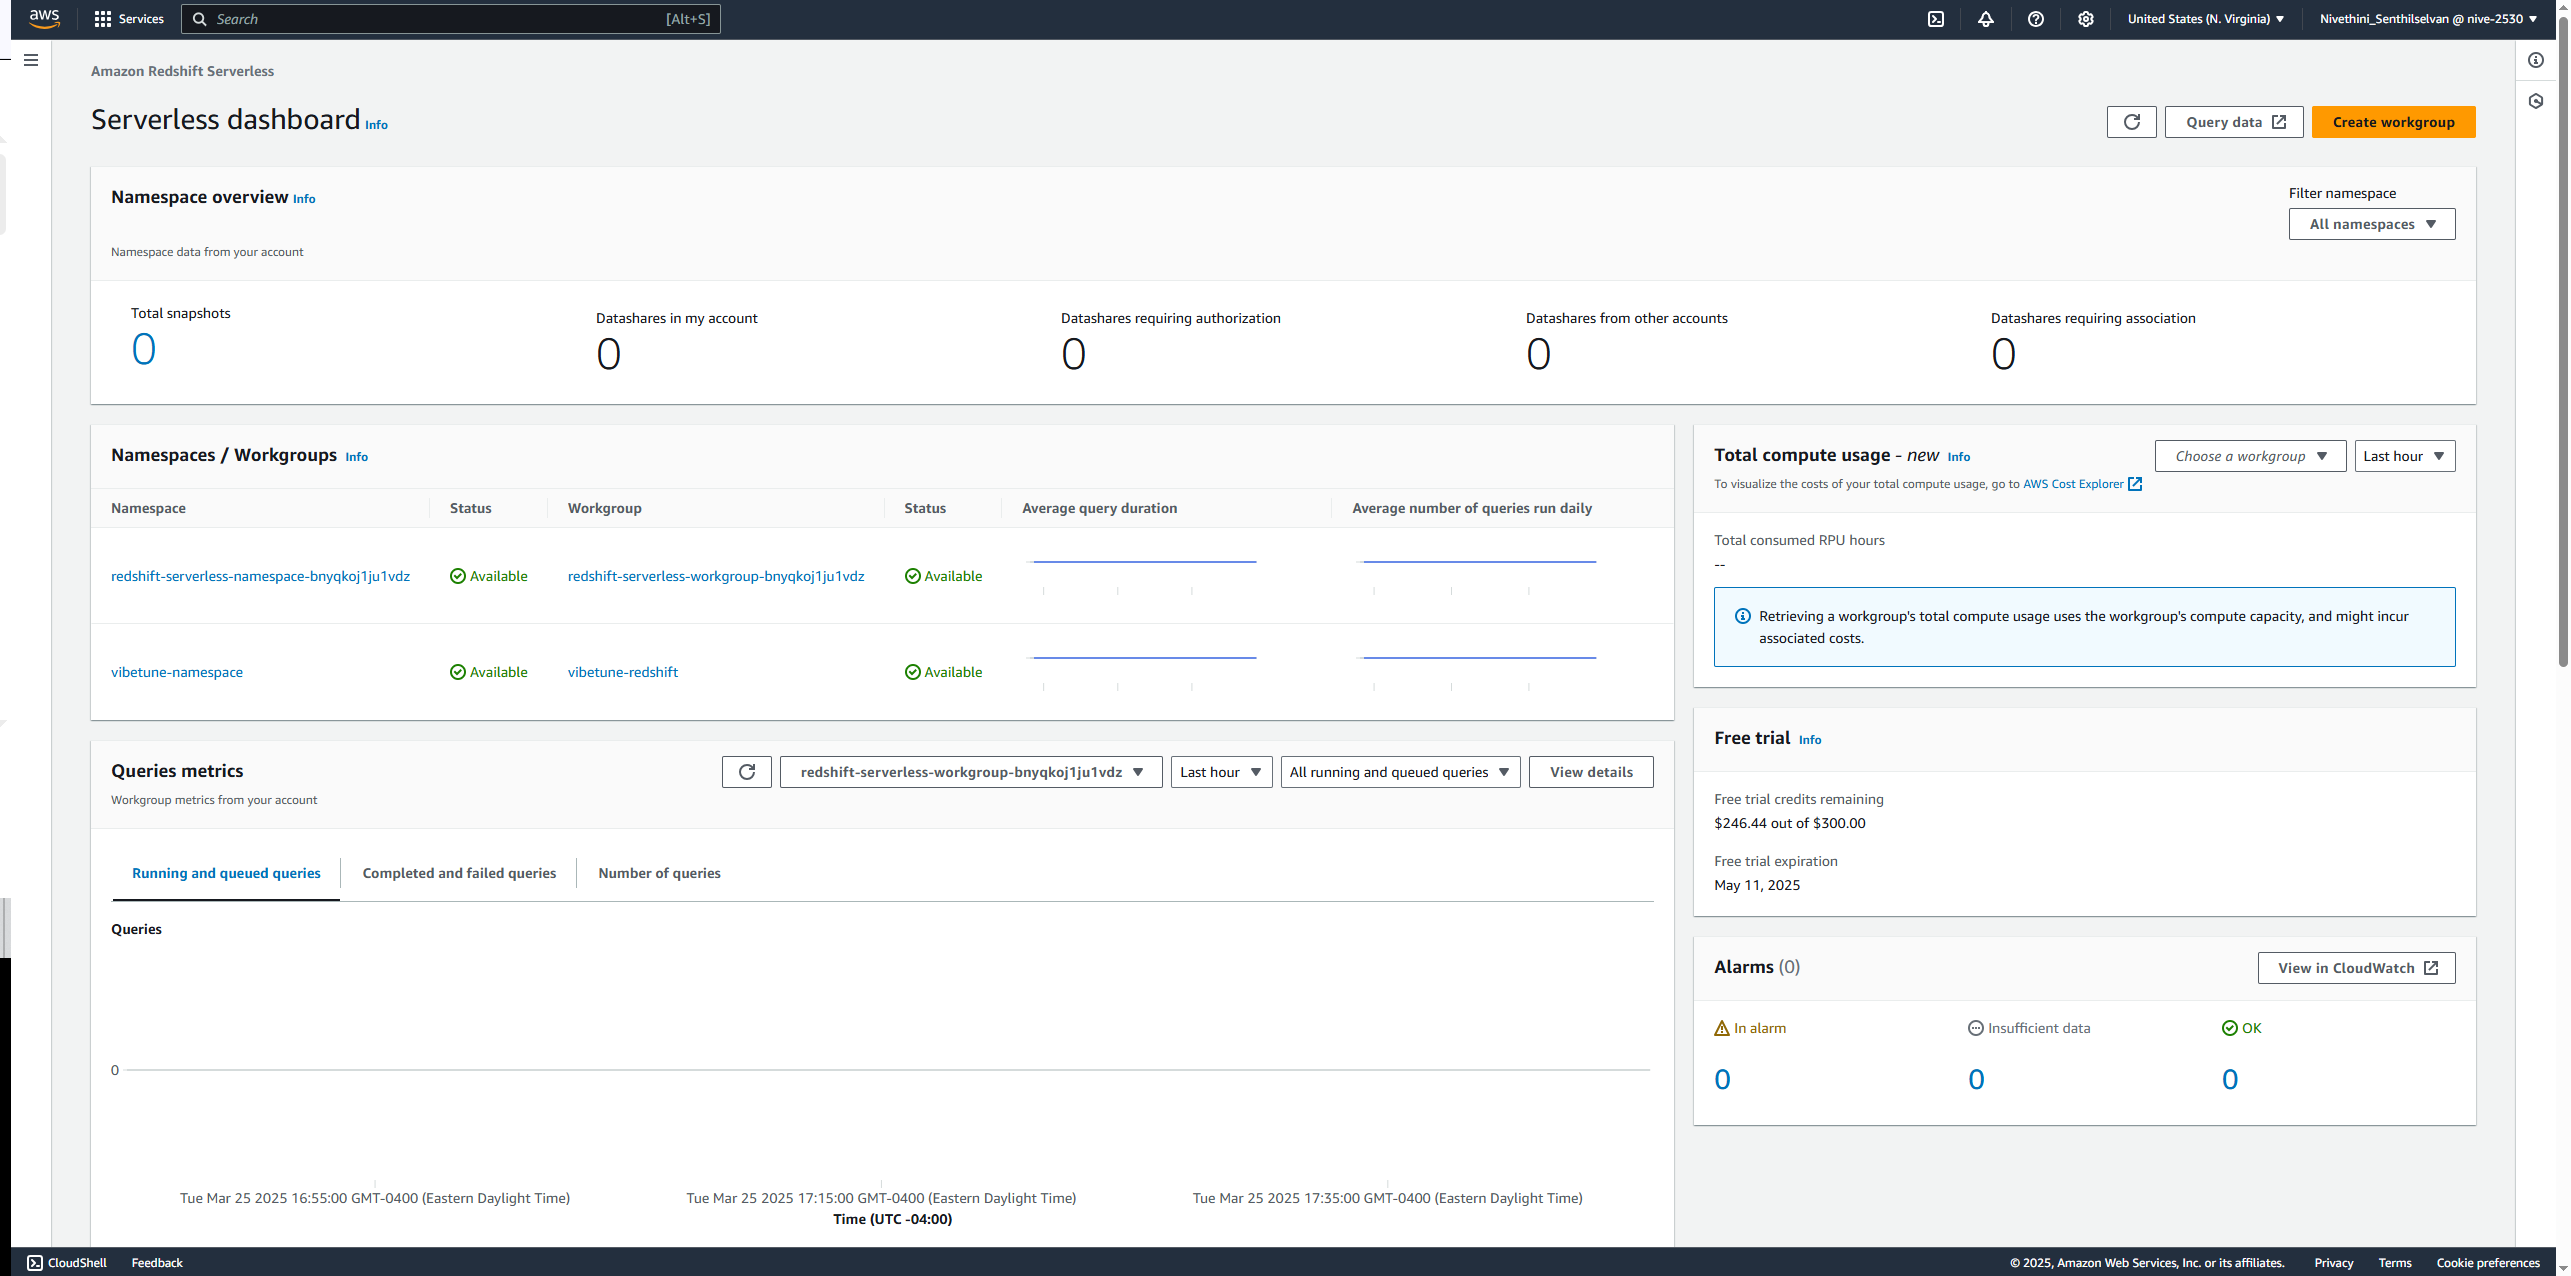 aws
Services
Search
[Alt+S]
United States (N. Virginia)
Nivethini_Senthilselvan @ nive-2530
Amazon Redshift Serverless
Serverless dashboard Info
Query data
Create workgroup
Namespace overview Info
Filter namespace
All namespaces
Namespace data from your account
Total snapshots
0
Datashares in my account
0
Datashares requiring authorization
0
Datashares from other accounts
0
Datashares requiring association
0
Namespaces / Workgroups Info
Namespace Status Workgroup Status Average query duration Average number of queries run daily
redshift-serverless-namespace-bnyqkoj1ju1vdz Available redshift-serverless-workgroup-bnyqkoj1ju1vdz Available
vibetune-namespace Available vibetune-redshift Available
Total compute usage - new Info
Choose a workgroup
Last hour
To visualize the costs of your total compute usage, go to AWS Cost Explorer
Total consumed RPU hours
--
Retrieving a workgroup's total compute usage uses the workgroup's compute capacity, and might incur
associated costs.
Free trial Info
Free trial credits remaining
$246.44 out of $300.00
Free trial expiration
May 11, 2025
Alarms (0)
View in CloudWatch
In alarm
0
Insufficient data
0
OK
0
Queries metrics
redshift-serverless-workgroup-bnyqkoj1ju1vdz
Last hour
All running and queued queries
View details
Workgroup metrics from your account
Running and queued queries
Completed and failed queries
Number of queries
Queries
0
Tue Mar 25 2025 16:55:00 GMT-0400 (Eastern Daylight Time)
Tue Mar 25 2025 17:15:00 GMT-0400 (Eastern Daylight Time)
Tue Mar 25 2025 17:35:00 GMT-0400 (Eastern Daylight Time)
Time (UTC -04:00)
CloudShell
Feedback
© 2025, Amazon Web Services, Inc. or its affiliates.
Privacy
Terms
Cookie preferences